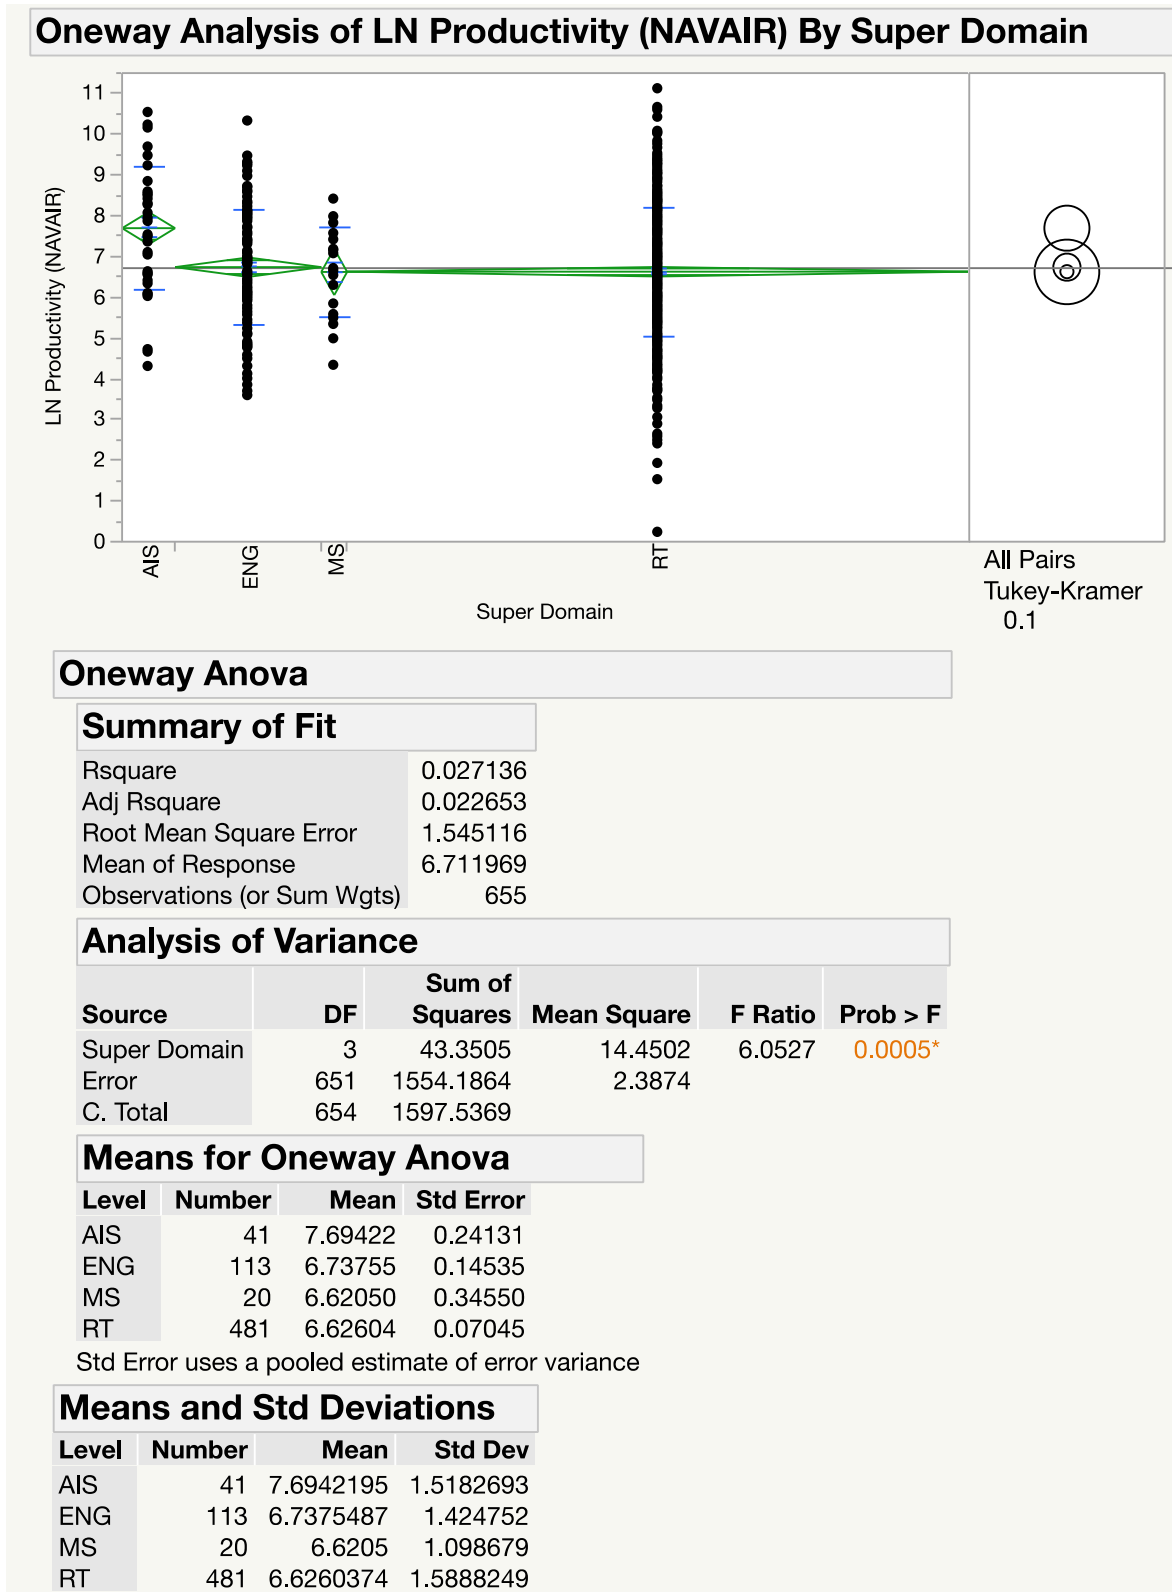 Oneway Analysis of LN Productivity (NAVAIR) By Super Domain
LN Productivity (NAVAIR)
11
10
9
8
7
6
5
4
3
2
1
0
AIS
ENG
MS
RT
Super Domain
All Pairs
Tukey-Kramer
0.1
Oneway Anova
Summary of Fit
Rsquare 0.027136
Adj Rsquare 0.022653
Root Mean Square Error 1.545116
Mean of Response 6.711969
Observations (or Sum Wgts) 655
Analysis of Variance
Sum of
Source DF Squares Mean Square F Ratio Prob > F
Super Domain 3 43.3505 14.4502 6.0527 0.0005*
Error 651 1554.1864 2.3874
C. Total 654 1597.5369
Means for Oneway Anova
Level Number Mean Std Error
AIS 41 7.69422 0.24131
ENG 113 6.73755 0.14535
MS 20 6.62050 0.34550
RT 481 6.62604 0.07045
Std Error uses a pooled estimate of error variance
Means and Std Deviations
Level Number Mean Std Dev
AIS 41 7.6942195 1.5182693
ENG 113 6.7375487 1.424752
MS 20 6.6205 1.098679
RT 481 6.6260374 1.5888249